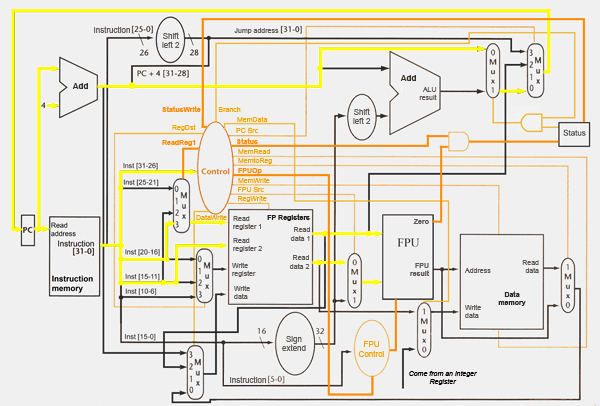 Instruction [25-0]
26
Shift
left 2
28
Jump address [31-0]
PC + 4 [31-28]
Add
4
StatusWrite
Branch
MemData
PC Src
Status
MemRead
MemtoReg
FPUOp
MemWrite
FPU Src
RegWrite
RegDst
ReadReg1
Control
DataWrite
Add
ALU
result
Shift
left 2
0
M
u
x
1
3
2
1
0
M
u
x
Status
Inst [31-26]
Inst [25-21]
Inst [20-16]
Inst [15-11]
Inst [10-6]
Inst [15-0]
0
1
2
3
M
u
x
PC
Read
address
Instruction
[31-0]
Instruction
memory
0
1
2
3
M
u
x
FP Registers
Read
register 1
Read
register 2
Write
register
Write
data
Read
data 1
Read
data 2
0
M
u
x
1
Zero
FPU
FPU
result
Address
Read
data
Write
data
Data
memory
1
M
u
x
0
16
Sign
extend
32
FPU
Control
1
M
u
x
0
3
2
1
0
M
u
x
Instruction [5-0]
Come from an Integer
Register